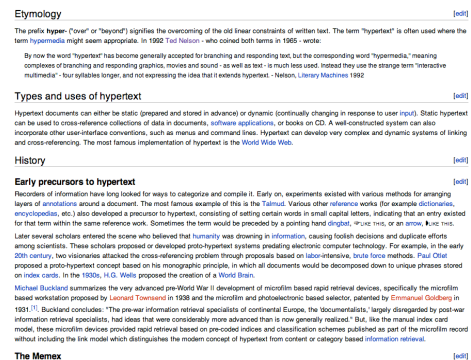 Etymology [edit]
The prefix hyper- ("over" or "beyond") signifies the overcoming of the old linear constraints of written text. The term "hypertext" is often used where the
term hypermedia might seem appropriate. In 1992 Ted Nelson - who coined both terms in 1965 - wrote:
By now the word "hypertext" has become generally accepted for branching and responding text, but the corresponding word "hypermedia," meaning
complexes of branching and responding graphics, movies and sound - as well as text - is much less used. Instead they use the strange term "interactive
multimedia" - four syllables longer, and not expressing the idea that it extends hypertext. - Nelson, Literary Machines 1992
Types and uses of hypertext [edit]
Hypertext documents can either be static (prepared and stored in advance) or dynamic (continually changing in response to user input). Static hypertext
can be used to cross-reference collections of data in documents, software applications, or books on CD. A well-constructed system can also
incorporate other user-interface conventions, such as menus and command lines. Hypertext can develop very complex and dynamic systems of linking
and cross-referencing. The most famous implementation of hypertext is the World Wide Web.
History [edit]
Early precursors to hypertext [edit]
Recorders of information have long looked for ways to categorize and compile it. Early on, experiments existed with various methods for arranging
layers of annotations around a document. The most famous example of this is the Talmud. Various other reference works (for example dictionaries,
encyclopedias, etc.) also developed a precursor to hypertext, consisting of setting certain words in small capital letters, indicating that an entry existed
for that term within the same reference work. Sometimes the term would be preceded by a pointing hand dingbat, ☞LIKE THIS, or an arrow, ➧LIKE THIS.
Later several scholars entered the scene who believed that humanity was drowning in information, causing foolish decisions and duplicate efforts
among scientists. These scholars proposed or developed proto-hypertext systems predating electronic computer technology. For example, in the early
20th century, two visionaries attacked the cross-referencing problem through proposals based on labor-intensive, brute force methods. Paul Otlet
proposed a proto-hypertext concept based on his monographic principle, in which all documents would be decomposed down to unique phrases stored
on index cards. In the 1930s, H.G. Wells proposed the creation of a World Brain.
Michael Buckland summarizes the very advanced pre-World War II development of microfilm based rapid retrieval devices, specifically the microfilm
based workstation proposed by Leonard Townsend in 1938 and the microfilm and photoelectronic based selector, patented by Emmanuel Goldberg in
1931.[1]. Buckland concludes: "The pre-war information retrieval specialists of continental Europe, the 'documentalists,' largely disregarded by post-war
information retrieval specialists, had ideas that were considerably more advanced than is now generally realized." But, like the manual index card
model, these microfilm devices provided rapid retrieval based on pre-coded indices and classification schemes published as part of the microfilm record
without including the link model which distinguishes the modern concept of hypertext from content or category based information retrieval.
The Memex [edit]